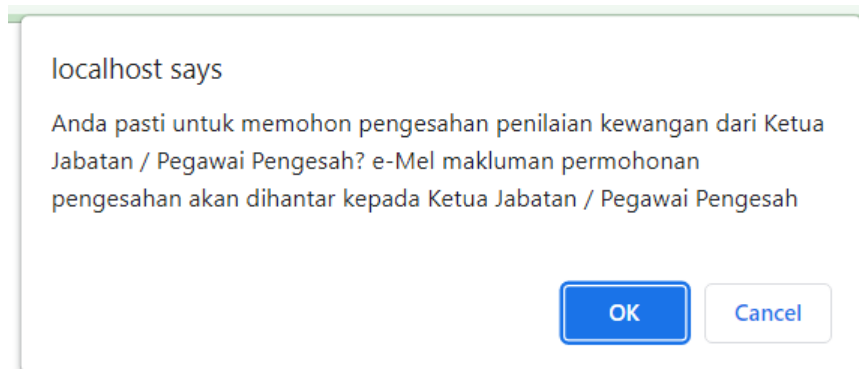 localhost says
Anda pasti untuk memohon pengesahan penilaian kewangan dari Ketua
Jabatan / Pegawai Pengesah? e-Mel makluman permohonan
pengesahan akan dihantar kepada Ketua Jabatan / Pegawai Pengesah
OK Cancel